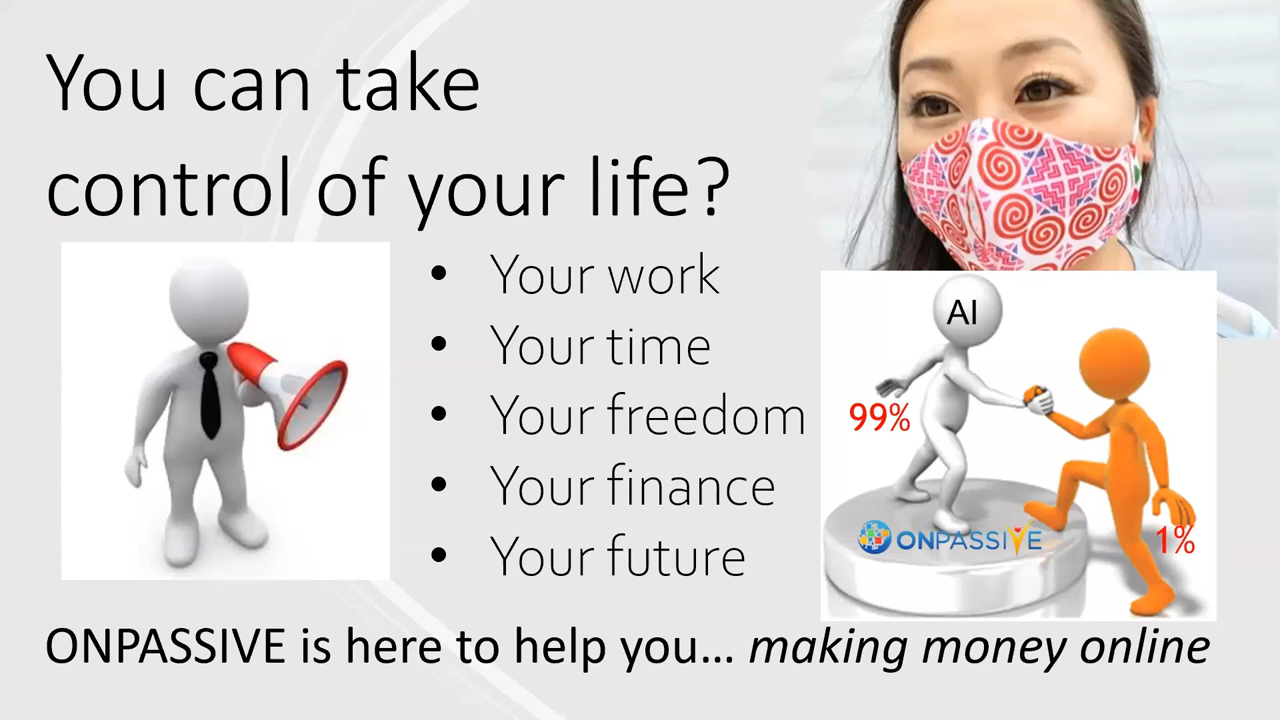 You can take
control of your life?
• Your work
• Your time
• Your freedom
• Your finance
• Your future
AI
99%
ONPASSIVE
1%
ONPASSIVE is here to help you... making money online